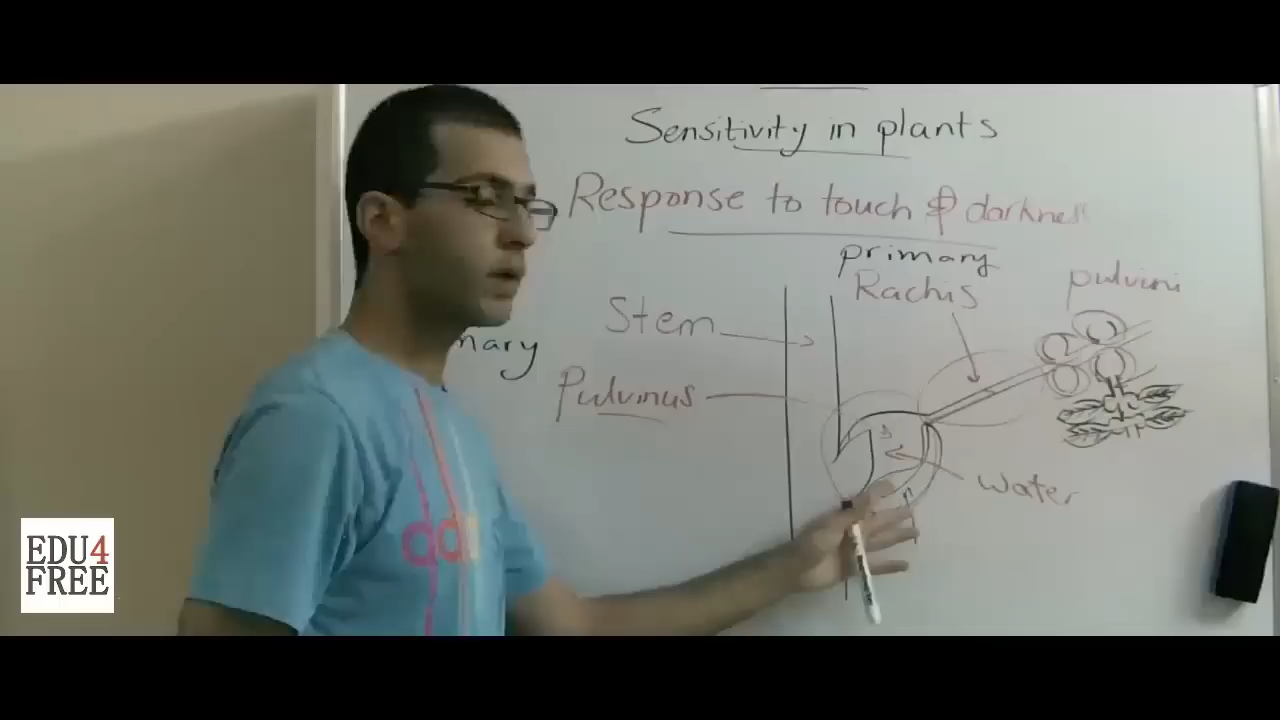 Sensitivity in plants
Response to touch & darkness
primary
Rachis
pulvini
Stem
mary
Pulvinus
water
EDU4
FREE